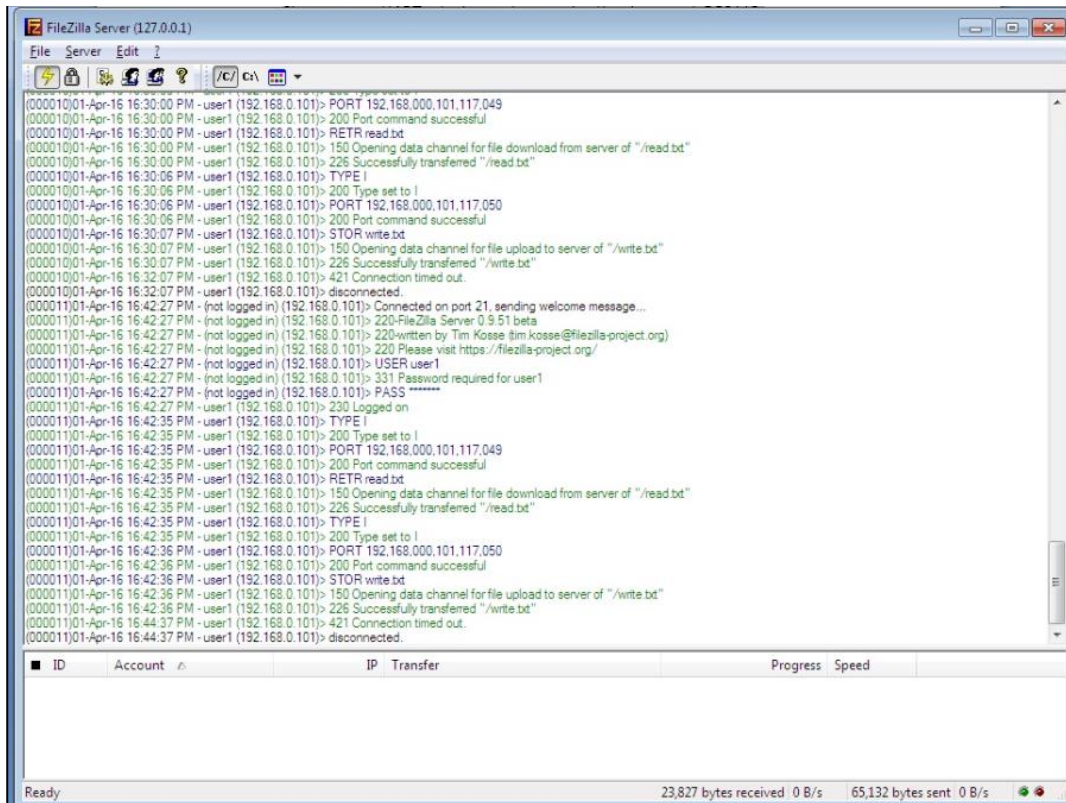 FileZilla Server (127.0.0.1)
File Server Edit ?
/C/ C:\
(000010)01-Apr-16 16:30:00 PM - user1 (192.168.0.101)> PORT 192,168,000,101,117,049
(000010)01-Apr-16 16:30:00 PM - user1 (192.168.0.101)> 200 Port command successful
(000010)01-Apr-16 16:30:00 PM - user1 (192.168.0.101)> RETR read.txt
(000010)01-Apr-16 16:30:00 PM - user1 (192.168.0.101)> 150 Opening data channel for file download from server of "/read.txt"
(000010)01-Apr-16 16:30:00 PM - user1 (192.168.0.101)> 226 Successfully transferred "/read.txt"
(000010)01-Apr-16 16:30:06 PM - user1 (192.168.0.101)> TYPE I
(000010)01-Apr-16 16:30:06 PM - user1 (192.168.0.101)> 200 Type set to I
(000010)01-Apr-16 16:30:06 PM - user1 (192.168.0.101)> PORT 192,168,000,101,117,050
(000010)01-Apr-16 16:30:06 PM - user1 (192.168.0.101)> 200 Port command successful
(000010)01-Apr-16 16:30:07 PM - user1 (192.168.0.101)> STOR write.txt
(000010)01-Apr-16 16:30:07 PM - user1 (192.168.0.101)> 150 Opening data channel for file upload to server of "/write.txt"
(000010)01-Apr-16 16:30:07 PM - user1 (192.168.0.101)> 226 Successfully transferred "/write.txt"
(000010)01-Apr-16 16:32:07 PM - user1 (192.168.0.101)> 421 Connection timed out.
(000010)01-Apr-16 16:32:07 PM - user1 (192.168.0.101)> disconnected.
(000011)01-Apr-16 16:42:27 PM - (not logged in) (192.168.0.101)> Connected on port 21, sending welcome message...
(000011)01-Apr-16 16:42:27 PM - (not logged in) (192.168.0.101)> 220-FileZilla Server 0.9.51 beta
(000011)01-Apr-16 16:42:27 PM - (not logged in) (192.168.0.101)> 220-written by Tim Kosse (tim.kosse@filezilla-project.org)
(000011)01-Apr-16 16:42:27 PM - (not logged in) (192.168.0.101)> 220 Please visit https://filezilla-project.org/
(000011)01-Apr-16 16:42:27 PM - (not logged in) (192.168.0.101)> USER user1
(000011)01-Apr-16 16:42:27 PM - (not logged in) (192.168.0.101)> 331 Password required for user1
(000011)01-Apr-16 16:42:27 PM - (not logged in) (192.168.0.101)> PASS *******
(000011)01-Apr-16 16:42:27 PM - user1 (192.168.0.101)> 230 Logged on
(000011)01-Apr-16 16:42:35 PM - user1 (192.168.0.101)> TYPE I
(000011)01-Apr-16 16:42:35 PM - user1 (192.168.0.101)> 200 Type set to I
(000011)01-Apr-16 16:42:35 PM - user1 (192.168.0.101)> PORT 192,168,000,101,117,049
(000011)01-Apr-16 16:42:35 PM - user1 (192.168.0.101)> 200 Port command successful
(000011)01-Apr-16 16:42:35 PM - user1 (192.168.0.101)> RETR read.txt
(000011)01-Apr-16 16:42:35 PM - user1 (192.168.0.101)> 150 Opening data channel for file download from server of "/read.txt"
(000011)01-Apr-16 16:42:35 PM - user1 (192.168.0.101)> 226 Successfully transferred "/read.txt"
(000011)01-Apr-16 16:42:35 PM - user1 (192.168.0.101)> TYPE I
(000011)01-Apr-16 16:42:35 PM - user1 (192.168.0.101)> 200 Type set to I
(000011)01-Apr-16 16:42:36 PM - user1 (192.168.0.101)> PORT 192,168,000,101,117,050
(000011)01-Apr-16 16:42:36 PM - user1 (192.168.0.101)> 200 Port command successful
(000011)01-Apr-16 16:42:36 PM - user1 (192.168.0.101)> STOR write.txt
(000011)01-Apr-16 16:42:36 PM - user1 (192.168.0.101)> 150 Opening data channel for file upload to server of "/write.txt"
(000011)01-Apr-16 16:42:36 PM - user1 (192.168.0.101)> 226 Successfully transferred "/write.txt"
(000011)01-Apr-16 16:44:37 PM - user1 (192.168.0.101)> 421 Connection timed out.
(000011)01-Apr-16 16:44:37 PM - user1 (192.168.0.101)> disconnected.
ID Account IP Transfer Progress Speed
Ready 23,827 bytes received 0 B/s 65,132 bytes sent 0 B/s